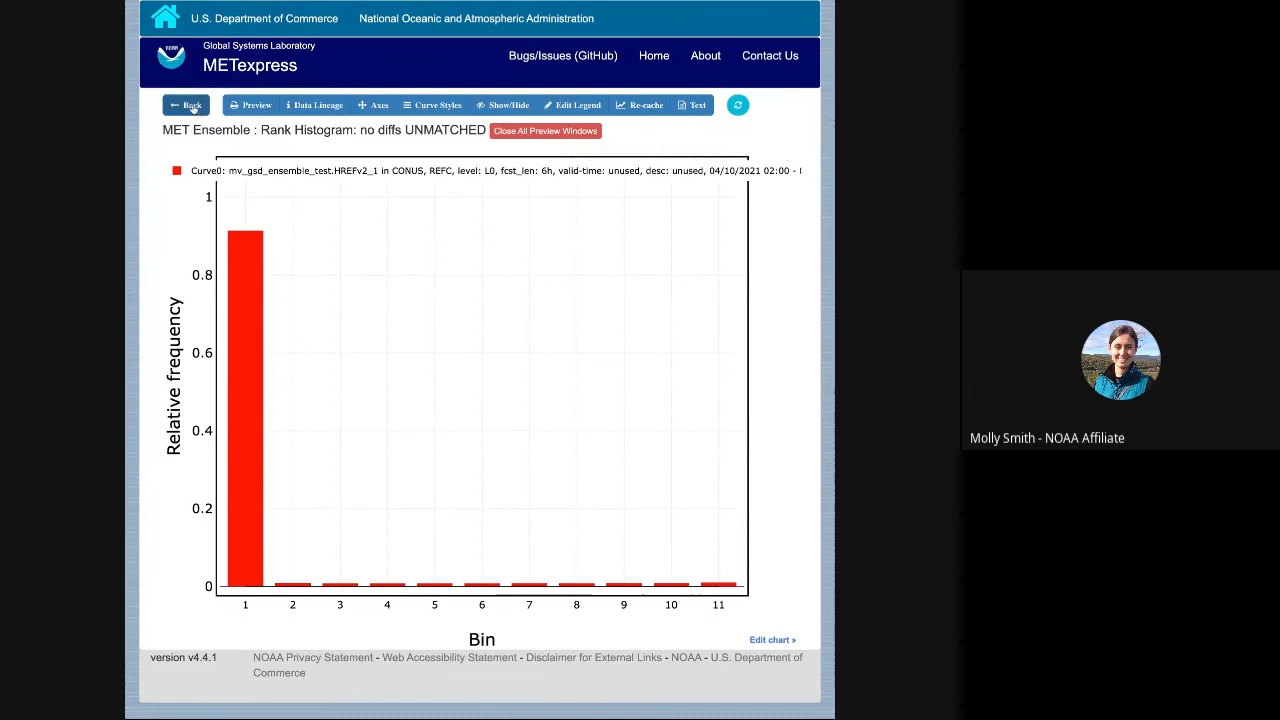 U.S. Department of Commerce National Oceanic and Atmospheric Administration
NOAA
Global Systems Laboratory
METexpress
Bugs/Issues (GitHub) Home About Contact Us
← Back Preview Data Lineage Axes Curve Styles Show/Hide Edit Legend Re-cache Text
MET Ensemble : Rank Histogram: no diffs UNMATCHED Close All Preview Windows
Curve0: mv_gsd_ensemble_test.HREFv2_1 in CONUS, REFC, level: L0, fcst_len: 6h, valid-time: unused, desc: unused, 04/10/2021 02:00 -
1
0.8
0.6
0.4
0.2
0
Relative frequency
1 2 3 4 5 6 7 8 9 10 11
Bin
Edit chart »
version v4.4.1
NOAA Privacy Statement - Web Accessibility Statement - Disclaimer for External Links - NOAA - U.S. Department of
Commerce
Molly Smith - NOAA Affiliate